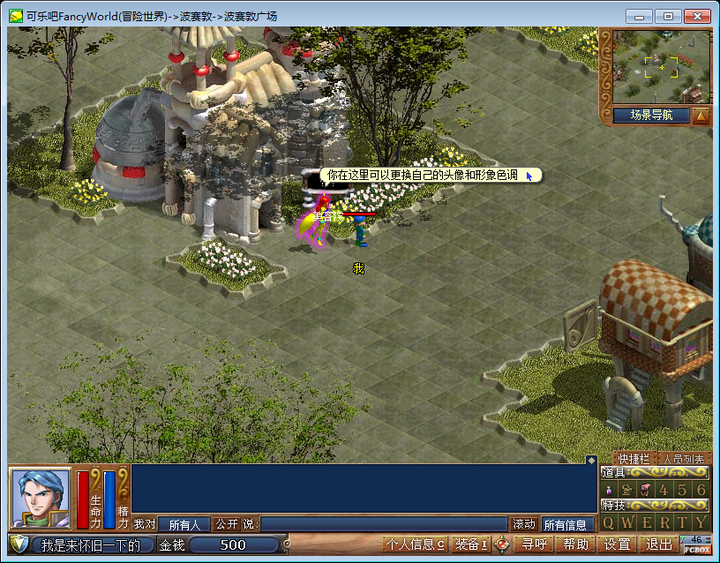 可乐吧FancyWorld(冒险世界)->波赛敦->波赛敦广场
场景导航
你在这里可以更换自己的头像和形象色调
我
快捷栏 人员列表
道具
4 5 6
特技
Q W E R T Y
生命力
精力
我对 所有人 公开 说:
滚动 所有信息
我是来怀旧一下的 金钱 500
个人信息C 装备I 寻呼 帮助 设置 退出
46
FCBOX